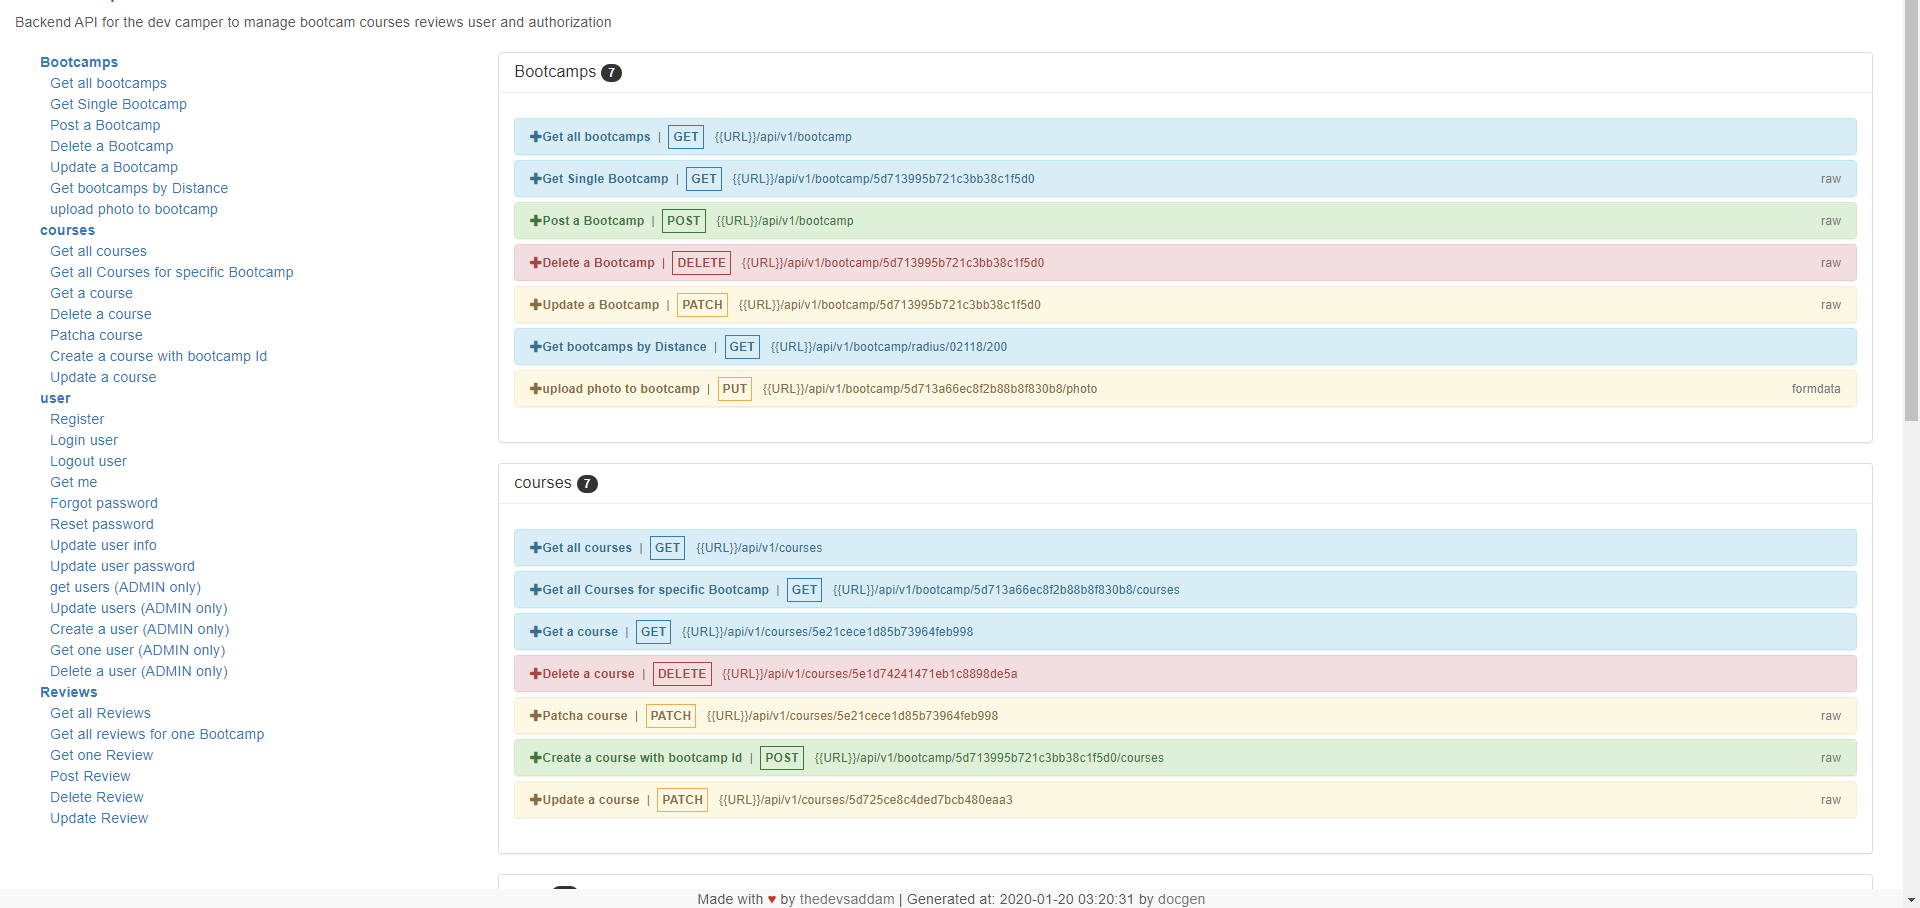 Backend API for the dev camper to manage bootcam courses reviews user and authorization
Bootcamps
Get all bootcamps
Get Single Bootcamp
Post a Bootcamp
Delete a Bootcamp
Update a Bootcamp
Get bootcamps by Distance
upload photo to bootcamp
courses
Get all courses
Get all Courses for specific Bootcamp
Get a course
Delete a course
Patcha course
Create a course with bootcamp Id
Update a course
user
Register
Login user
Logout user
Get me
Forgot password
Reset password
Update user info
Update user password
get users (ADMIN only)
Update users (ADMIN only)
Create a user (ADMIN only)
Get one user (ADMIN only)
Delete a user (ADMIN only)
Reviews
Get all Reviews
Get all reviews for one Bootcamp
Get one Review
Post Review
Delete Review
Update Review
Bootcamps 7
Get all bootcamps | GET {{URL}}/api/v1/bootcamp
Get Single Bootcamp | GET {{URL}}/api/v1/bootcamp/5d713995b721c3bb38c1f5d0 raw
Post a Bootcamp | POST {{URL}}/api/v1/bootcamp raw
Delete a Bootcamp | DELETE {{URL}}/api/v1/bootcamp/5d713995b721c3bb38c1f5d0 raw
Update a Bootcamp | PATCH {{URL}}/api/v1/bootcamp/5d713995b721c3bb38c1f5d0 raw
Get bootcamps by Distance | GET {{URL}}/api/v1/bootcamp/radius/02118/200
upload photo to bootcamp | PUT {{URL}}/api/v1/bootcamp/5d713a66ec8f2b88b8f830b8/photo formdata
courses 7
Get all courses | GET {{URL}}/api/v1/courses
Get all Courses for specific Bootcamp | GET {{URL}}/api/v1/bootcamp/5d713a66ec8f2b88b8f830b8/courses
Get a course | GET {{URL}}/api/v1/courses/5e21cece1d85b73964feb998
Delete a course | DELETE {{URL}}/api/v1/courses/5e1d74241471eb1c8898de5a
Patcha course | PATCH {{URL}}/api/v1/courses/5e21cece1d85b73964feb998 raw
Create a course with bootcamp Id | POST {{URL}}/api/v1/bootcamp/5d713995b721c3bb38c1f5d0/courses raw
Update a course | PATCH {{URL}}/api/v1/courses/5d725ce8c4ded7bcb480eaa3 raw
Made with ♥ by thedevsaddam | Generated at: 2020-01-20 03:20:31 by docgen